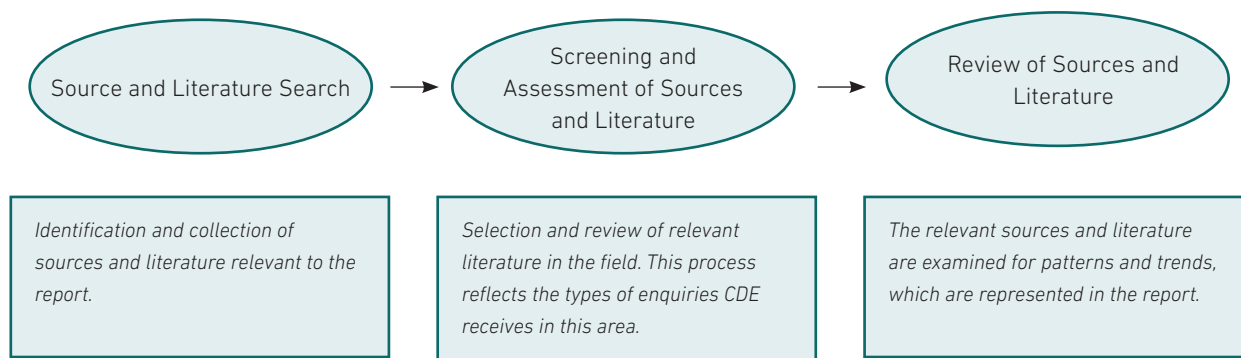 Source and Literature Search
Screening and
Assessment of Sources
and Literature
Review of Sources and
Literature
Identification and collection of
sources and literature relevant to the
report.
Selection and review of relevant
literature in the field. This process
reflects the types of enquiries CDE
receives in this area.
The relevant sources and literature
are examined for patterns and trends,
which are represented in the report.